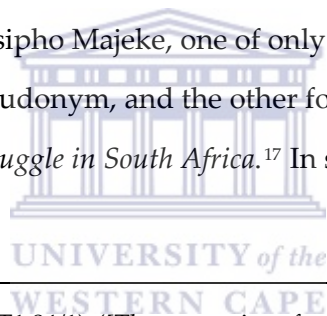 sipho Majeke, one of only
udonym, and the other fo
uggle in South Africa.17 In s
UNIVERSITY of the
WESTERN CAPE